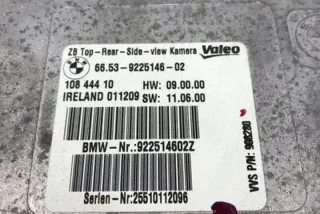 ZB Top-Rear-Side-view Kamera Valeo
66.53-9225146-02
108 444 10 HW: 09.00.00
IRELAND 011209 SW: 11.06.00
BMW-Nr.:922514602Z
Serien-Nr:25510112096
VVS P/N: 908280